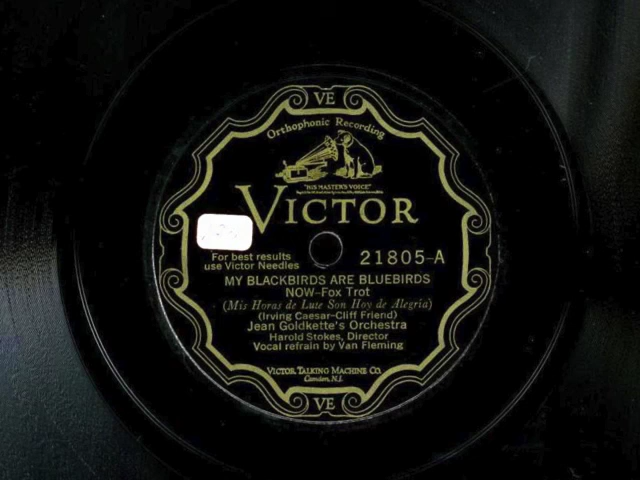 VE
Orthophonic Recording
"HIS MASTER'S VOICE"
VICTOR
For best results
use Victor Needles
21805-A
MY BLACKBIRDS ARE BLUEBIRDS
NOW-Fox Trot
(Mis Horas de Lute Son Hoy de Alegria)
(Irving Caesar-Cliff Friend)
Jean Goldkette's Orchestra
Harold Stokes, Director
Vocal refrain by Van Fleming
VICTOR TALKING MACHINE CO.
Camden, N.J.
VE